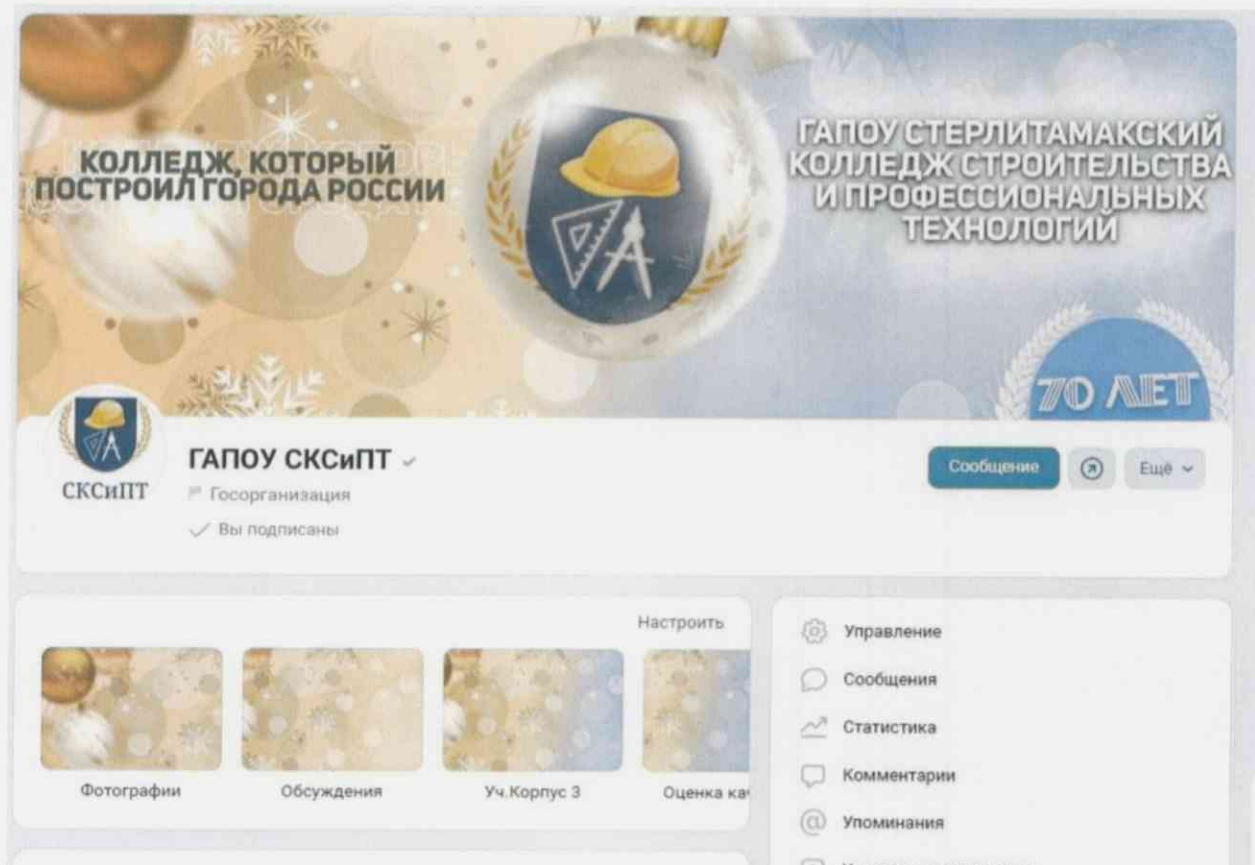 КОЛЛЕДЖ, КОТОРЫЙ
ПОСТРОИЛ ГОРОДА РОССИИ
ГАПОУ СТЕРЛИТАМАКСКИЙ
КОЛЛЕДЖ СТРОИТЕЛЬСТВА
И ПРОФЕССИОНАЛЬНЫХ
ТЕХНОЛОГИЙ
70 ЛЕТ
СКСиПТ
ГАПОУ СКСиПТ
Госорганизация
Вы подписаны
Сообщение
Ещё
Настроить
Фотографии
Обсуждения
Уч.Корпус 3
Оценка
Управление
Сообщения
Статистика
Комментарии
Упоминания